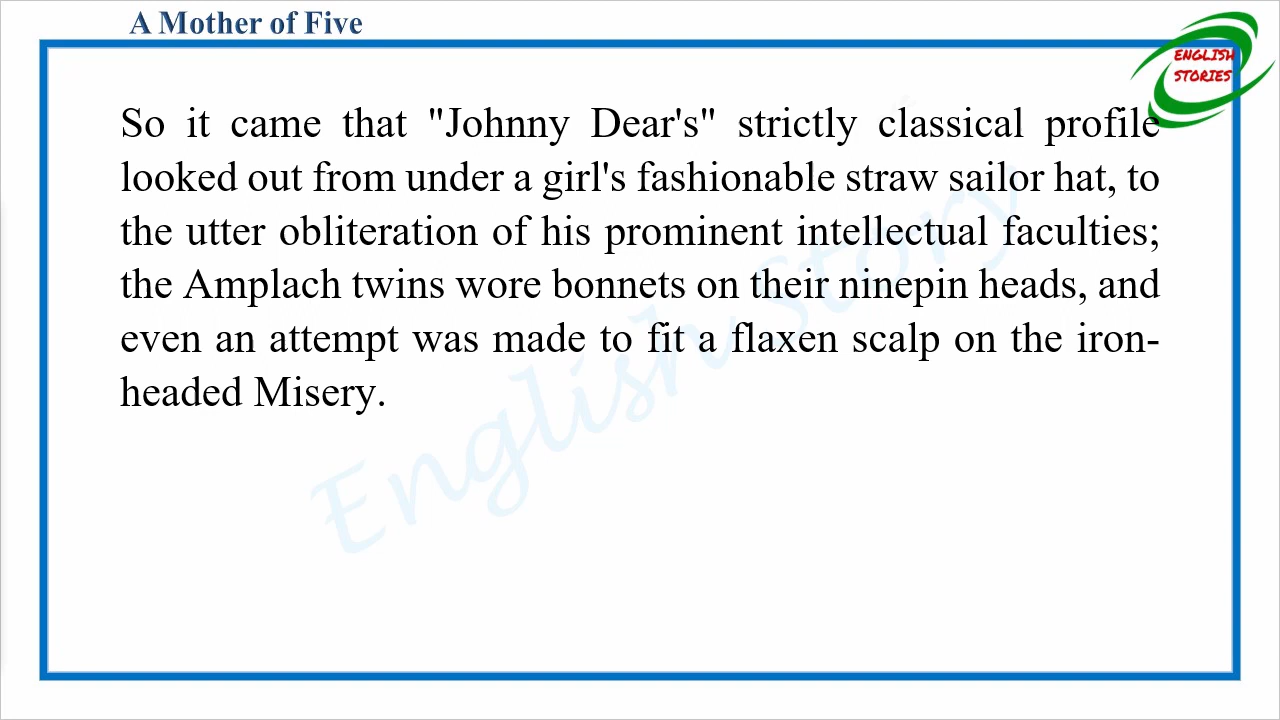 A Mother of Five
ENGLISH
STORIES
So it came that "Johnny Dear's" strictly classical profile
looked out from under a girl's fashionable straw sailor hat, to
the utter obliteration of his prominent intellectual faculties;
the Amplach twins wore bonnets on their ninepin heads, and
even an attempt was made to fit a flaxen scalp on the iron-
headed Misery.
English Story